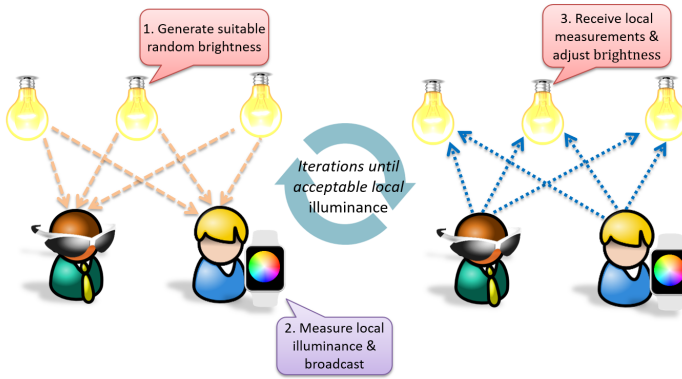 1. Generate suitable
random brightness
3. Receive local
measurements &
adjust brightness
Iterations until
acceptable local
illuminance
2. Measure local
illuminance &
broadcast